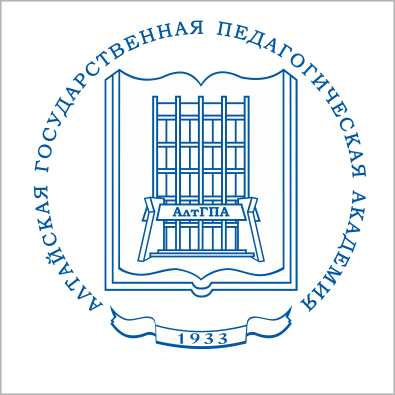 АЛТАЙСКАЯ ГОСУДАРСТВЕННАЯ ПЕДАГОГИЧЕСКАЯ АКАДЕМИЯ
АлтГПА
1933